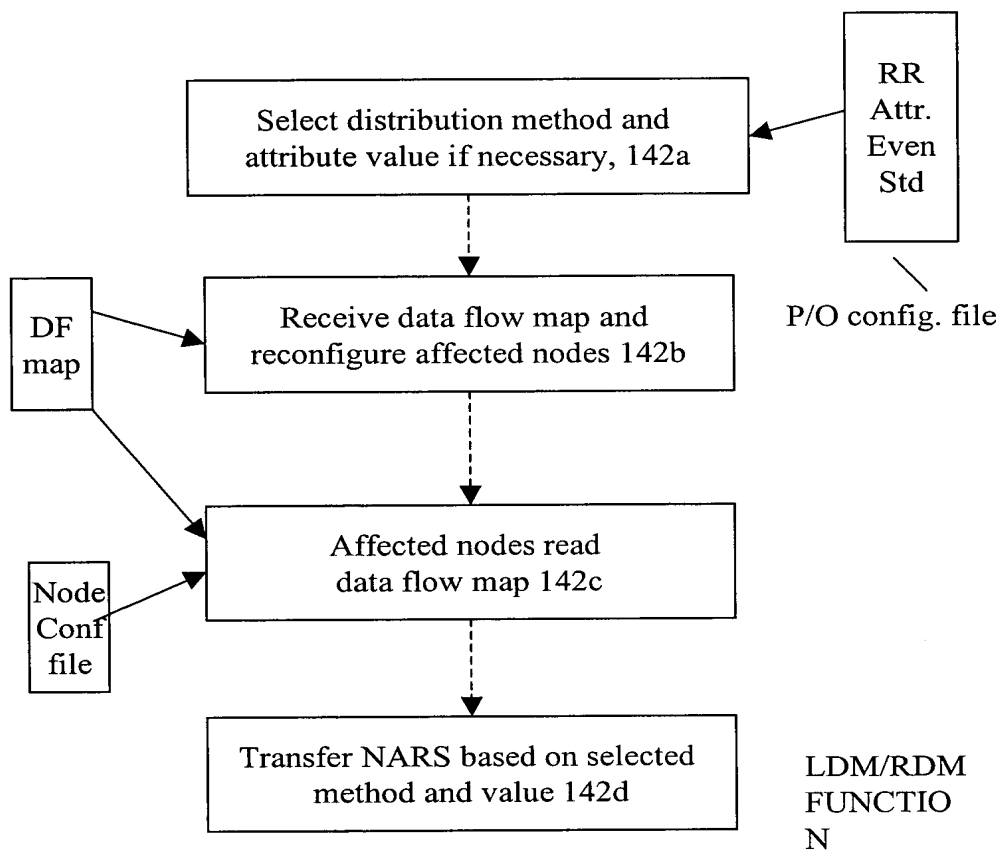 RR
Attr.
Even
Std
Select distribution method and
attribute value if necessary, 142a
P/O config. file
DF
map
Receive data flow map and
reconfigure affected nodes 142b
Affected nodes read
data flow map 142c
Node
Conf
file
Transfer NARS based on selected
method and value 142d
LDM/RDM
FUNCTIO
N